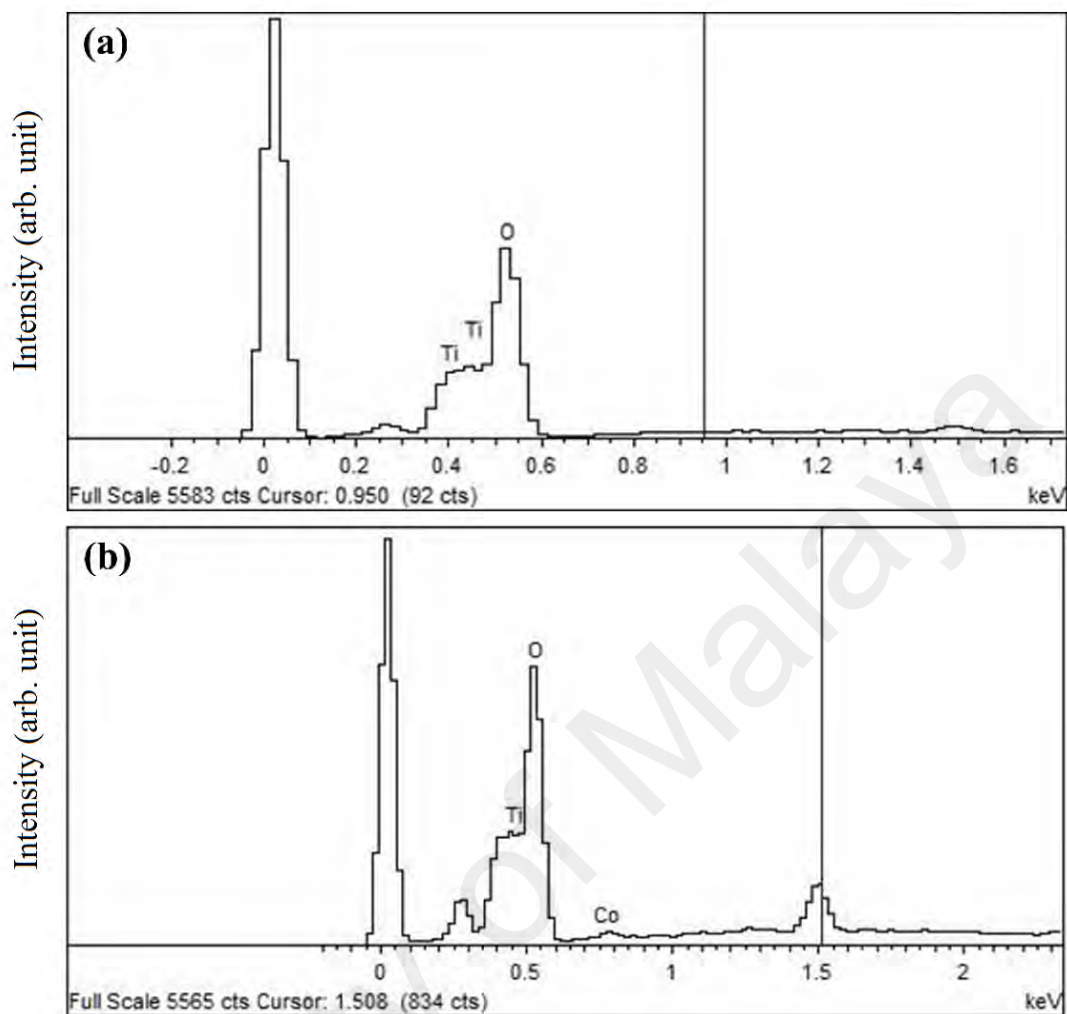 (a)
Intensity (arb. unit)
O
Ti
Ti
-0.2 0 0.2 0.4 0.6 0.8 1 1.2 1.4 1.6
Full Scale 5583 cts Cursor: 0.950 (92 cts) keV
(b)
Intensity (arb. unit)
O
Ti
Co
0 0.5 1 1.5 2
Full Scale 5565 cts Cursor: 1.508 (834 cts) keV
of Malaya